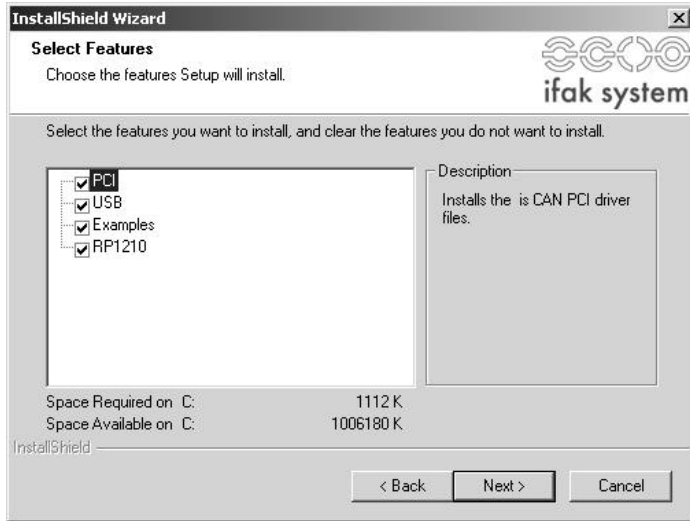 InstallShield Wizard
Select Features
Choose the features Setup will install.
ifak system
Select the features you want to install, and clear the features you do not want to install.
PCI
USB
Examples
RP1210
Description
Installs the is CAN PCI driver
files.
Space Required on C: 1112 K
Space Available on C: 1006180 K
InstallShield
< Back Next > Cancel